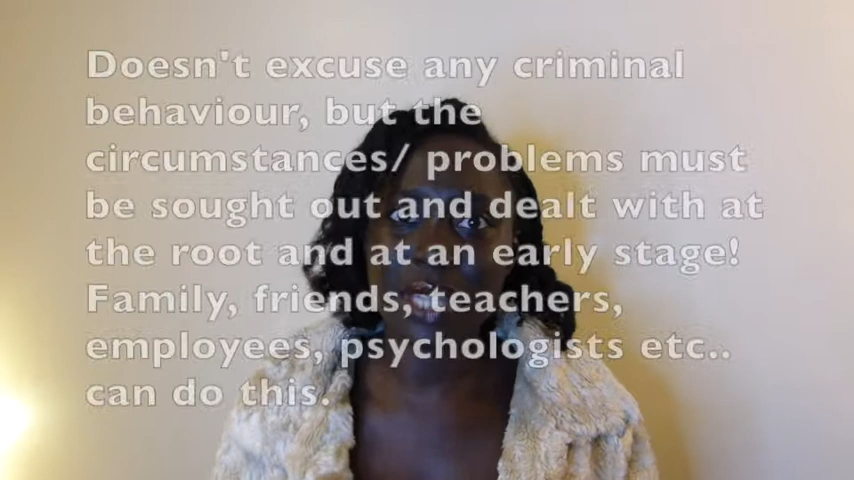 Doesn't excuse any criminal
behaviour, but the
circumstances/ problems must
be sought out and dealt with at
the root and at an early stage!
Family, friends, teachers,
employees, psychologists etc..
can do this.